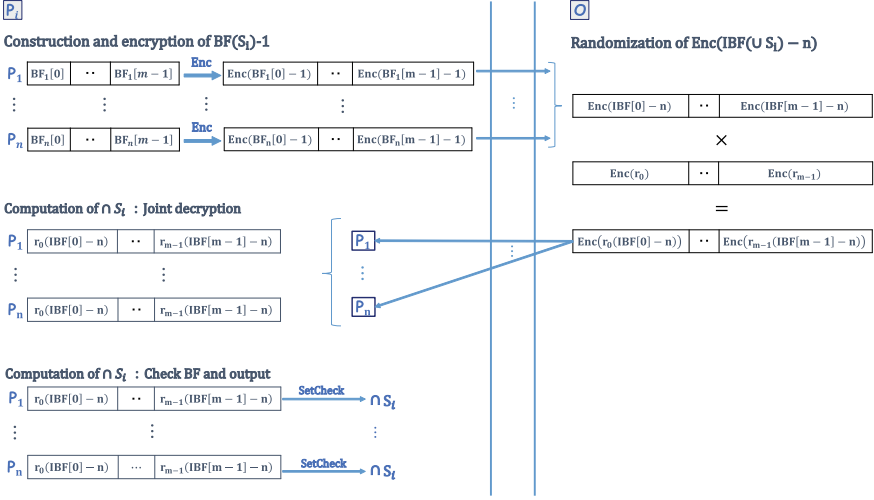 P_i
Construction and encryption of BF(S_i)-1
P_1 BF_1[0] ·· BF_1[m − 1] Enc Enc(BF_1[0] − 1) ·· Enc(BF_1[m − 1] − 1)
⋮ ⋮ ⋮ ⋮ ⋮
P_n BF_n[0] ·· BF_n[m − 1] Enc Enc(BF_n[0] − 1) ·· Enc(BF_n[m − 1] − 1)
Computation of ∩ S_i : Joint decryption
P_1 r_0(IBF[0] − n) ·· r_{m−1}(IBF[m − 1] − n) P_1
⋮ ⋮ ⋮ ⋮
P_n r_0(IBF[0] − n) ·· r_{m−1}(IBF[m − 1] − n) P_n
Computation of ∩ S_i : Check BF and output
P_1 r_0(IBF[0] − n) ·· r_{m−1}(IBF[m − 1] − n) SetCheck ∩ S_i
⋮ ⋮ ⋮
P_n r_0(IBF[0] − n) ··· r_{m−1}(IBF[m − 1] − n) SetCheck ∩ S_i
O
Randomization of Enc(IBF(∪ S_i) − n)
Enc(IBF[0] − n) ·· Enc(IBF[m − 1] − n)
×
Enc(r_0) ·· Enc(r_{m−1})
=
Enc(r_0(IBF[0] − n)) ·· Enc(r_{m−1}(IBF[m − 1] − n))